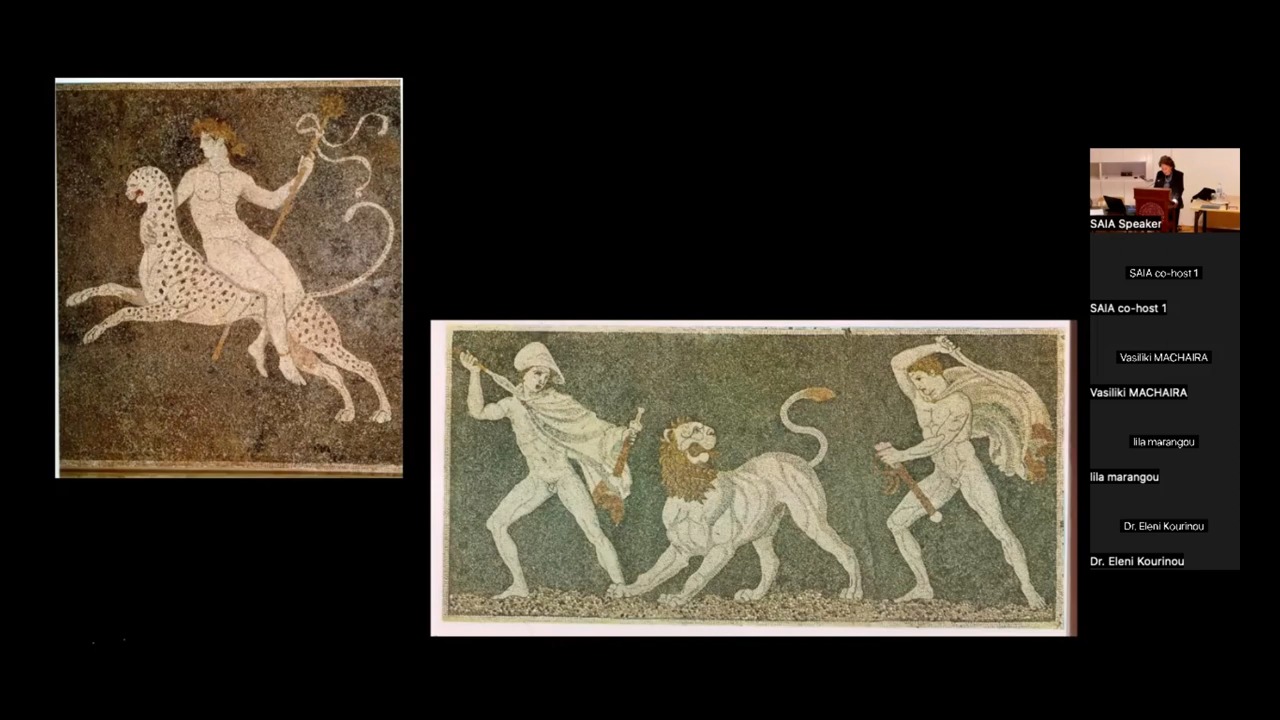 SAIA Speaker
SAIA co-host 1
SAIA co-host 1
Vasiliki MACHAIRA
Vasiliki MACHAIRA
lila marangou
lila marangou
Dr. Eleni Kourinou
Dr. Eleni Kourinou